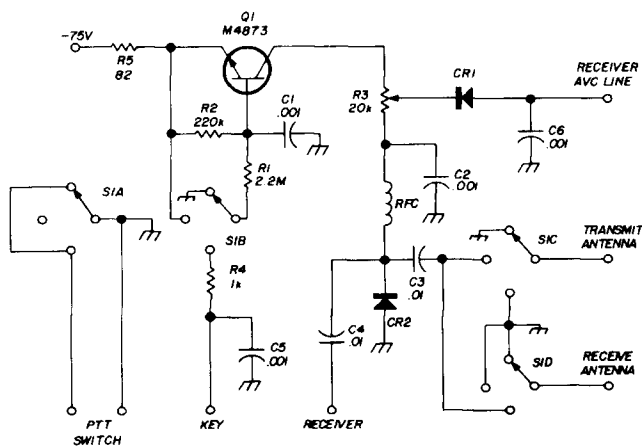 Q1
M4873
-75V
R5
82
R2
220k
C1
.001
R1
2.2M
R3
20k
CR1
RECEIVER
AVC LINE
C6
.001
C2
.001
RFC
S1A
S1B
S1C
TRANSMIT
ANTENNA
R4
1k
C3
.01
C4
.01
CR2
C5
.001
S1D
RECEIVE
ANTENNA
PTT
SWITCH
KEY
RECEIVER